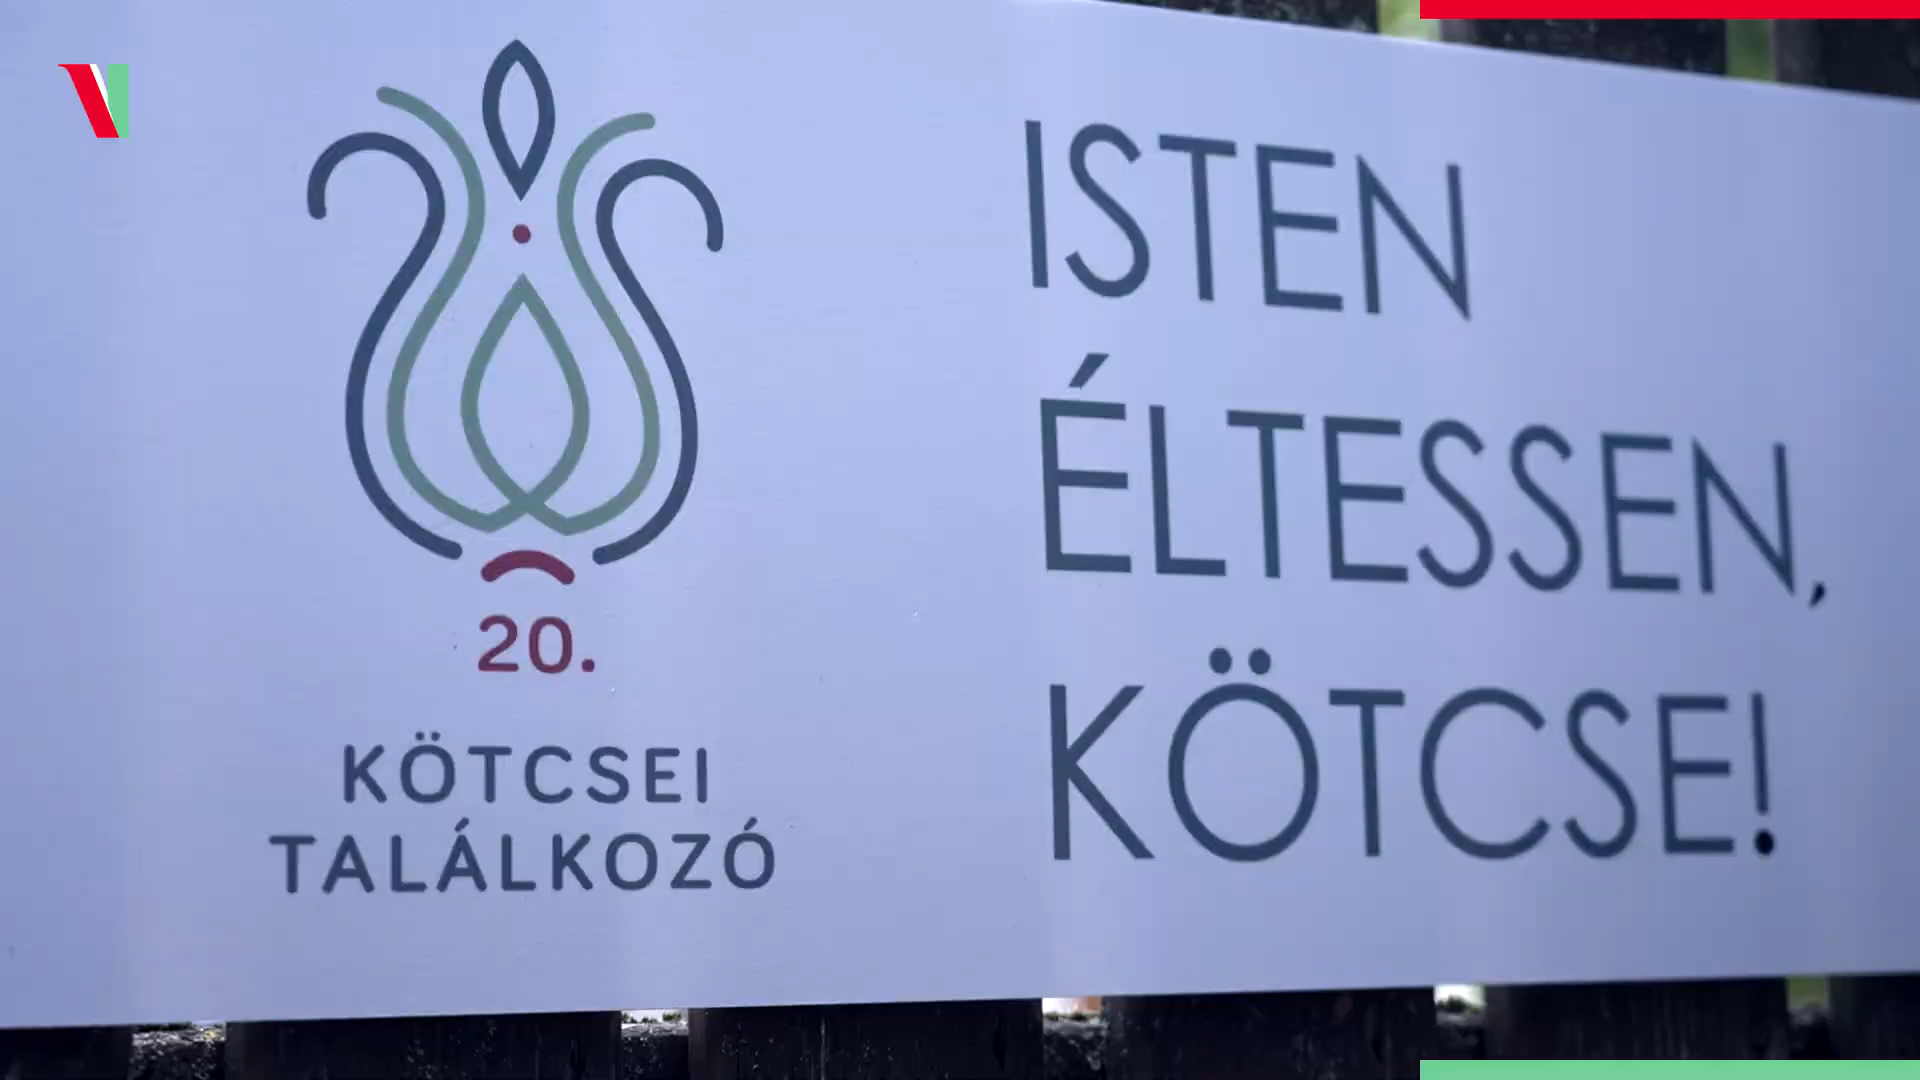 20.
KÖTCSEI
TALÁLKOZÓ
ISTEN
ÉLTESSEN,
KÖTCSE!